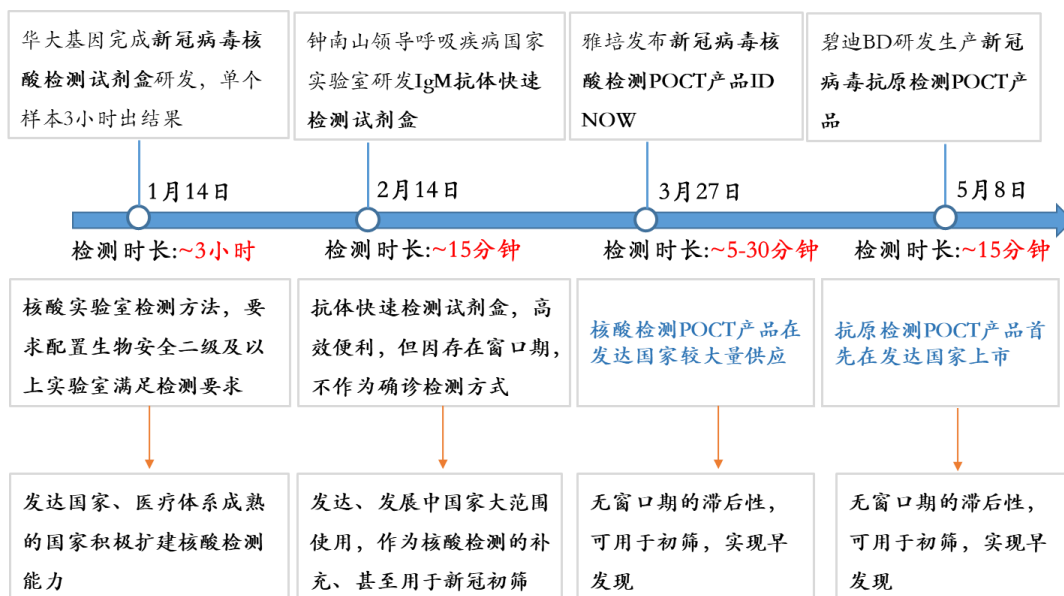 华大基因完成新冠病毒核
酸检测试剂盒研发，单个
样本3小时出结果
钟南山领导呼吸疾病国家
实验室研发IgM抗体快速
检测试剂盒
雅培发布新冠病毒核
酸检测POCT产品ID
NOW
碧迪BD研发生产新冠
病毒抗原检测POCT产
品
1月14日
2月14日
3月27日
5月8日
检测时长:~3小时
检测时长:~15分钟
检测时长:~5-30分钟
检测时长:~15分钟
核酸实验室检测方法，要
求配置生物安全二级及以
上实验室满足检测要求
抗体快速检测试剂盒，高
效便利，但因存在窗口期，
不作为确诊检测方式
核酸检测POCT产品在
发达国家较大量供应
抗原检测POCT产品首
先在发达国家上市
发达国家、医疗体系成熟
的国家积极扩建核酸检测
能力
发达、发展中国家大范围
使用，作为核酸检测的补
充、甚至用于新冠初筛
无窗口期的滞后性，
可用于初筛，实现早
发现
无窗口期的滞后性，
可用于初筛，实现早
发现